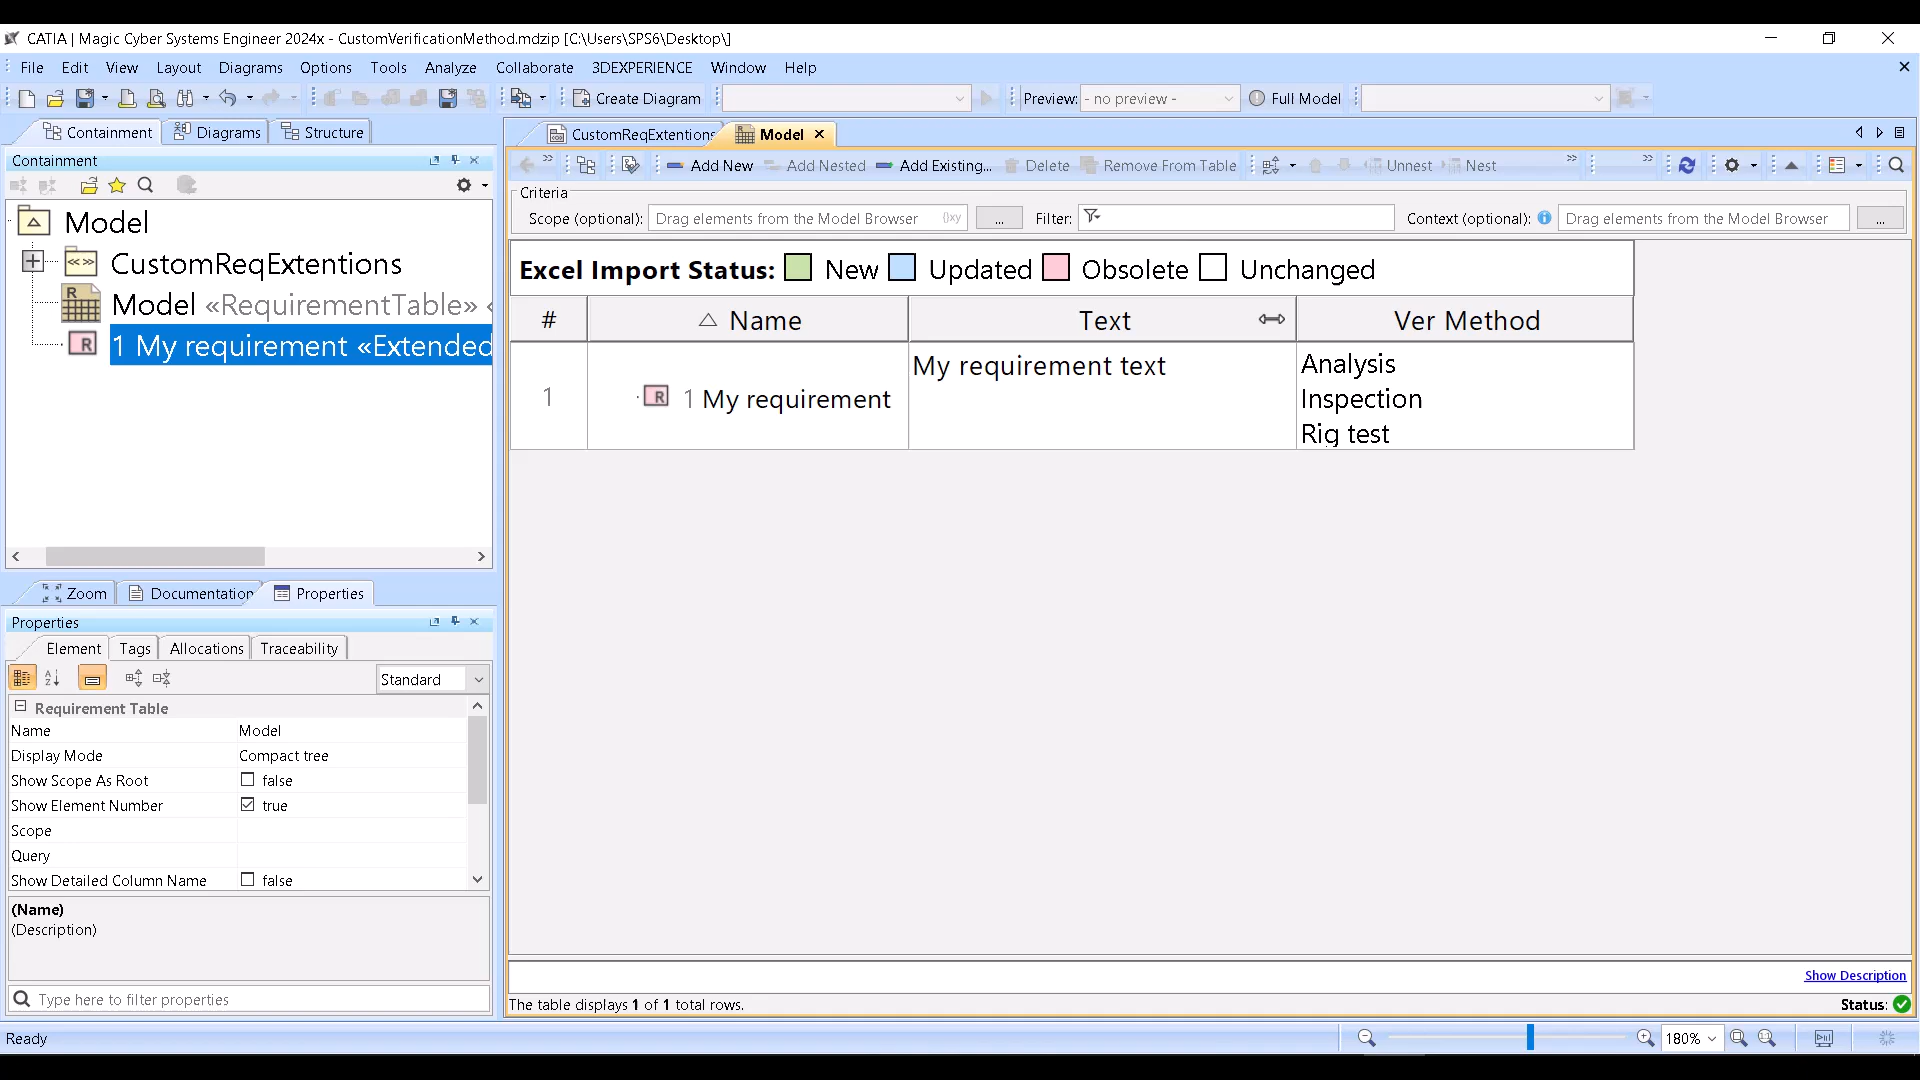 CATIA | Magic Cyber Systems Engineer 2024x - CustomVerificationMethod.mdzip [C:\Users\SPS6\Desktop\]
File Edit View Layout Diagrams Options Tools Analyze Collaborate 3DEXPERIENCE Window Help
Create Diagram Preview: - no preview - Full Model
Containment Diagrams Structure
CustomReqExtentions Model
Containment
Add New Add Nested Add Existing... Delete Remove From Table Unnest Nest
Criteria
Scope (optional): Drag elements from the Model Browser ... Filter: Context (optional): Drag elements from the Model Browser ...
Model
CustomReqExtentions
Model «RequirementTable» «
1 My requirement «Extended
Excel Import Status: New Updated Obsolete Unchanged
# Name Text Ver Method
1 1 My requirement My requirement text Analysis
Inspection
Rig test
Zoom Documentation Properties
Properties
Element Tags Allocations Traceability
Standard
Requirement Table
Name Model
Display Mode Compact tree
Show Scope As Root false
Show Element Number true
Scope
Query
Show Detailed Column Name false
(Name)
(Description)
Type here to filter properties
Show Description
The table displays 1 of 1 total rows. Status:
Ready 180%